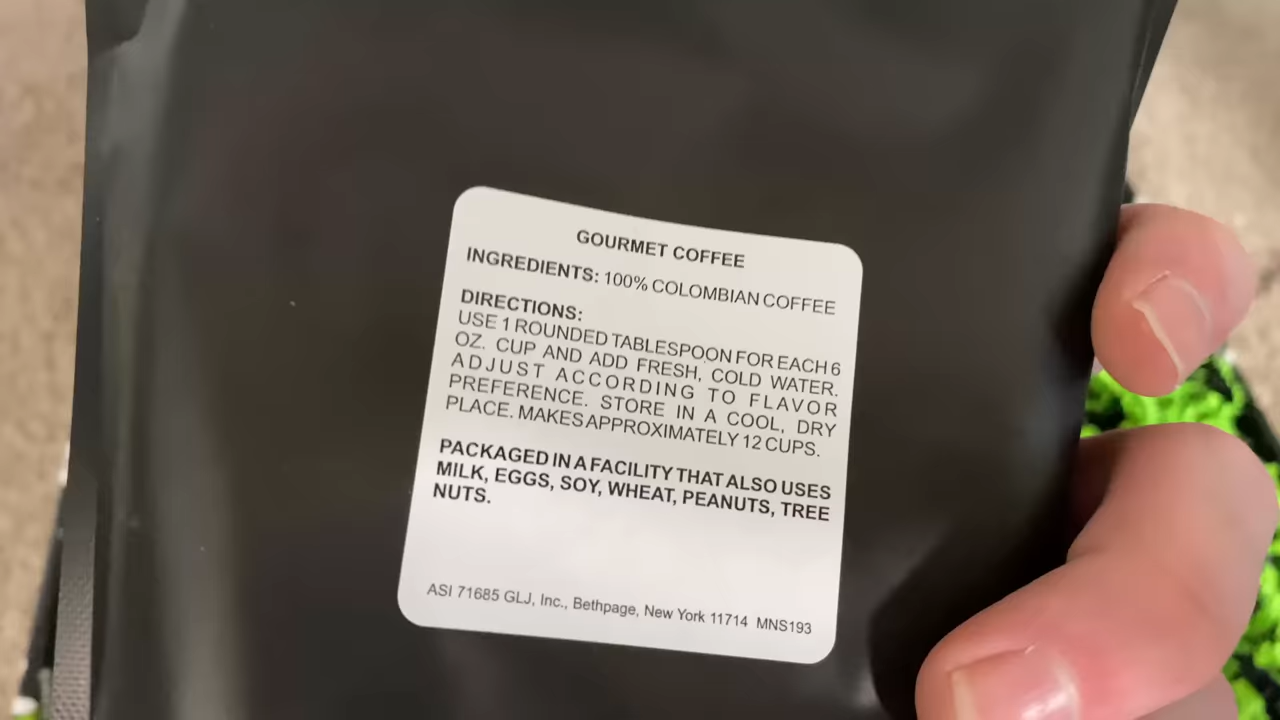 GOURMET COFFEE
INGREDIENTS: 100% COLOMBIAN COFFEE
DIRECTIONS:
USE 1 ROUNDED TABLESPOON FOR EACH 6
OZ. CUP AND ADD FRESH, COLD WATER.
ADJUST ACCORDING TO FLAVOR
PREFERENCE. STORE IN A COOL, DRY
PLACE. MAKES APPROXIMATELY 12 CUPS.
PACKAGED IN A FACILITY THAT ALSO USES
MILK, EGGS, SOY, WHEAT, PEANUTS, TREE
NUTS.
ASI 71685 GLJ, Inc., Bethpage, New York 11714 MNS193